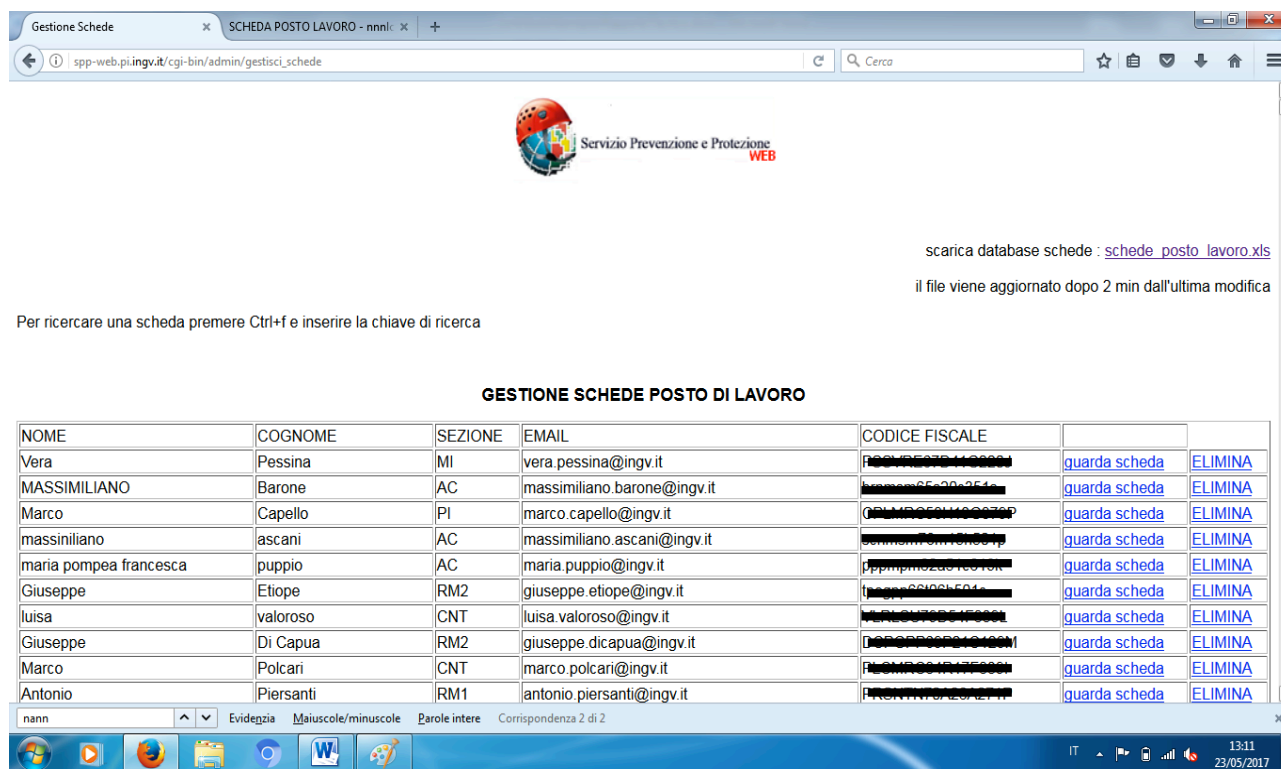 Gestione Schede
SCHEDA POSTO LAVORO - nnnlc
spp-web.pi.ingv.it/cgi-bin/admin/gestisci_schede
Cerca
Servizio Prevenzione e Protezione
WEB
scarica database schede : schede_posto_lavoro.xls
il file viene aggiornato dopo 2 min dall'ultima modifica
Per ricercare una scheda premere Ctrl+f e inserire la chiave di ricerca
GESTIONE SCHEDE POSTO DI LAVORO
NOME COGNOME SEZIONE EMAIL CODICE FISCALE
Vera Pessina MI vera.pessina@ingv.it guarda scheda ELIMINA
MASSIMILIANO Barone AC massimiliano.barone@ingv.it guarda scheda ELIMINA
Marco Capello PI marco.capello@ingv.it guarda scheda ELIMINA
massiniliano ascani AC massimiliano.ascani@ingv.it guarda scheda ELIMINA
maria pompea francesca puppio AC maria.puppio@ingv.it guarda scheda ELIMINA
Giuseppe Etiope RM2 giuseppe.etiope@ingv.it guarda scheda ELIMINA
luisa valoroso CNT luisa.valoroso@ingv.it guarda scheda ELIMINA
Giuseppe Di Capua RM2 giuseppe.dicapua@ingv.it guarda scheda ELIMINA
Marco Polcari CNT marco.polcari@ingv.it guarda scheda ELIMINA
Antonio Piersanti RM1 antonio.piersanti@ingv.it guarda scheda ELIMINA
nann Evidenzia Maiuscole/minuscole Parole intere Corrispondenza 2 di 2
IT 13:11
23/05/2017